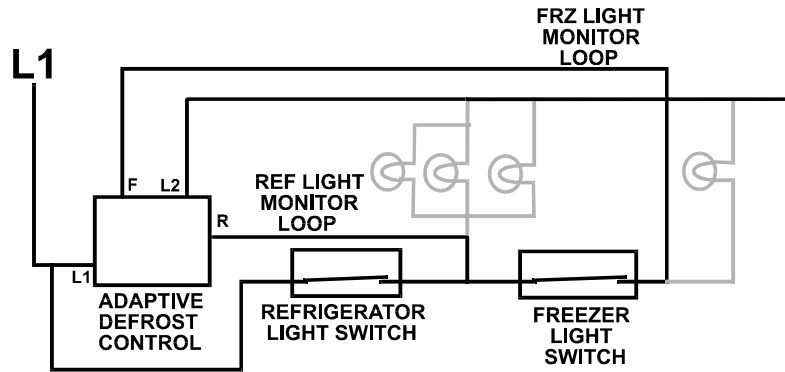 FRZ LIGHT
MONITOR
LOOP
L1
F
L2
REF LIGHT
MONITOR
LOOP
R
L1
ADAPTIVE
DEFROST
CONTROL
REFRIGERATOR
LIGHT SWITCH
FREEZER
LIGHT
SWITCH